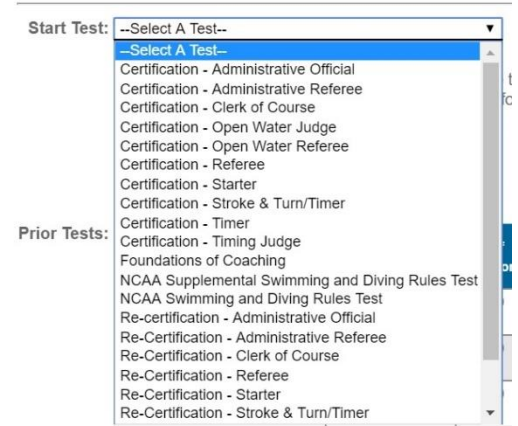 Start Test: --Select A Test--
--Select A Test--
Certification - Administrative Official
Certification - Administrative Referee
Certification - Clerk of Course
Certification - Open Water Judge
Certification - Open Water Referee
Certification - Referee
Certification - Starter
Certification - Stroke & Turn/Timer
Certification - Timer
Prior Tests:
Certification - Timing Judge
Foundations of Coaching
NCAA Supplemental Swimming and Diving Rules Test
NCAA Swimming and Diving Rules Test
Re-certification - Administrative Official
Re-Certification - Administrative Referee
Re-Certification - Clerk of Course
Re-Certification - Referee
Re-Certification - Starter
Re-Certification - Stroke & Turn/Timer